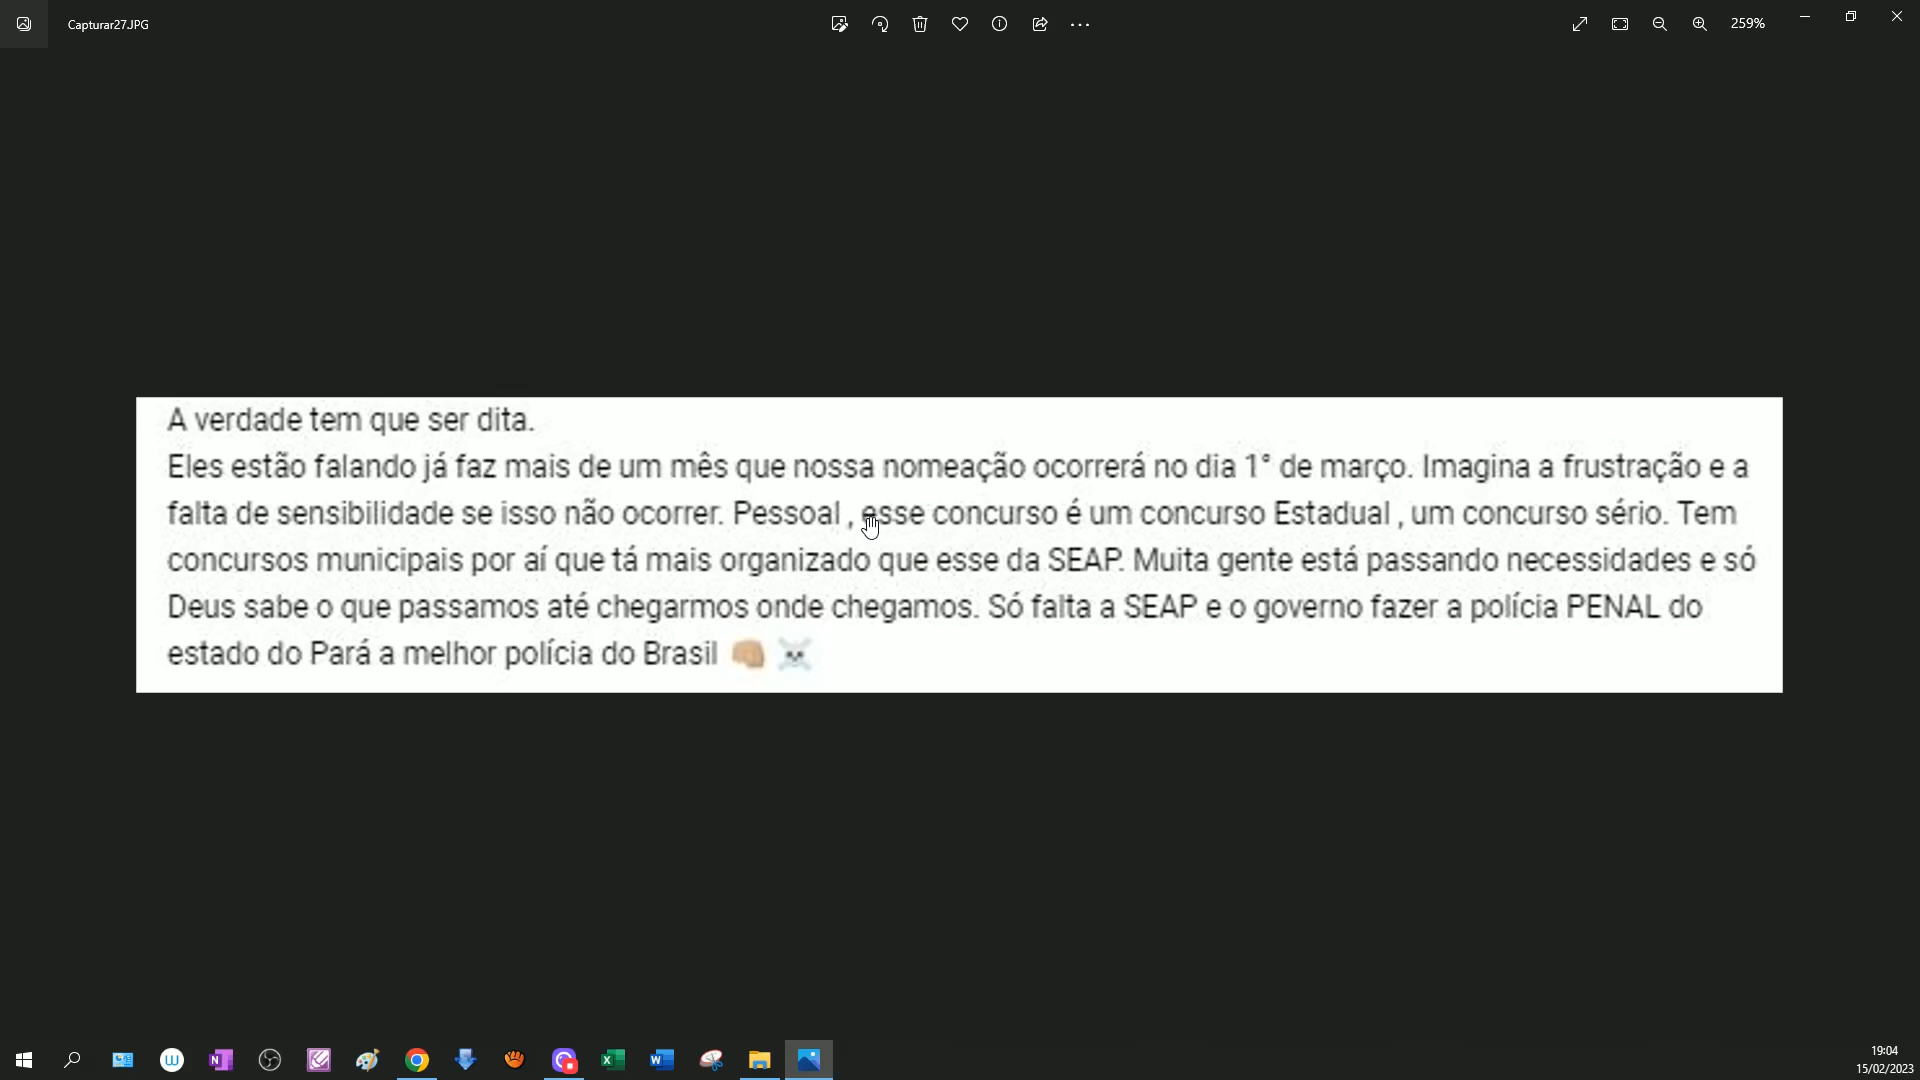 Capturar27.JPG
259%
A verdade tem que ser dita.
Eles estão falando já faz mais de um mês que nossa nomeação ocorrerá no dia 1° de março. Imagina a frustração e a
falta de sensibilidade se isso não ocorrer. Pessoal , esse concurso é um concurso Estadual , um concurso sério. Tem
concursos municipais por aí que tá mais organizado que esse da SEAP. Muita gente está passando necessidades e só
Deus sabe o que passamos até chegarmos onde chegamos. Só falta a SEAP e o governo fazer a polícia PENAL do
estado do Pará a melhor polícia do Brasil 👊🏼 ☠️
19:04
15/02/2023